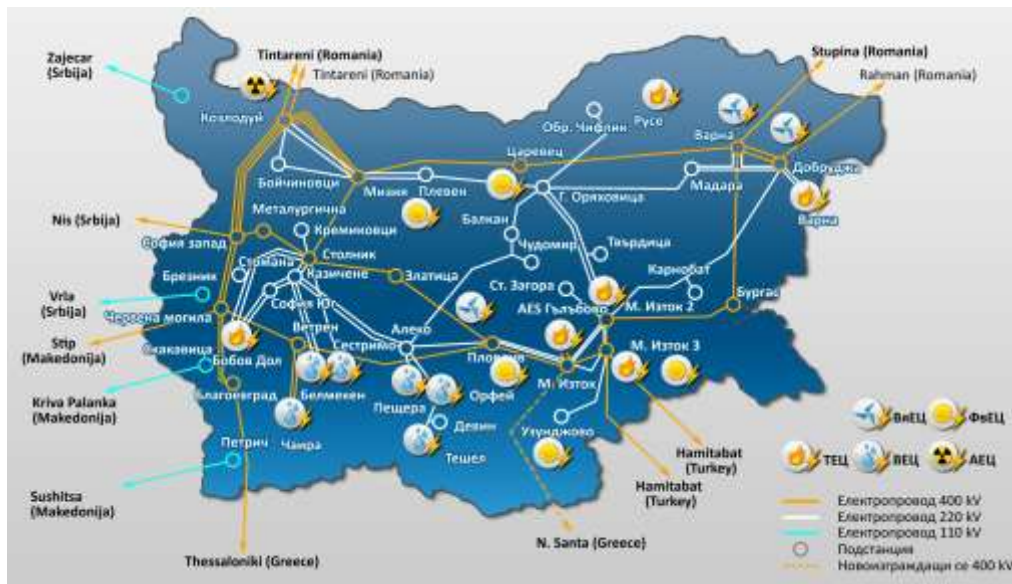 Zajecar
(Srbija)
Tintareni (Romania)
Tintareni (Romania)
Stupina (Romania)
Rahman (Romania)
Козлодуй
Обр. Чифлик
Русе
Варна
Царевец
Добруджа
Бойчиновци
Мизия
Плевен
Г. Оряховица
Мадара
Варна
Металургична
Nis (Srbija)
София запад
Кремиковци
Балкан
Столник
Чудомир
Твърдица
Стомана
Казичене
Златица
Карнобат
Брезник
Ст. Загора
София Юг
AES Гълъбово
М. Изток 2
Бургас
Vrla
(Srbija)
Червена могила
Ветрен
Алеко
Stip
(Makedonija)
Сестримо
Пловдив
М. Изток 3
Скакавица
Бобов Дол
М. Изток
Kriva Palanka
(Makedonija)
Благоевград
Белмекен
Пещера
Орфей
Девин
Узунджово
Петрич
Чаира
Тешел
ВиЕЦ
ФвЕЦ
ТЕЦ
ВЕЦ
АЕЦ
Hamitabat
(Turkey)
Hamitabat
(Turkey)
Sushitsa
(Makedonija)
N. Santa (Greece)
Thessaloniki (Greece)
Електропровод 400 kV
Електропровод 220 kV
Електропровод 110 kV
Подстанция
Новоизграждащи се 400 kV